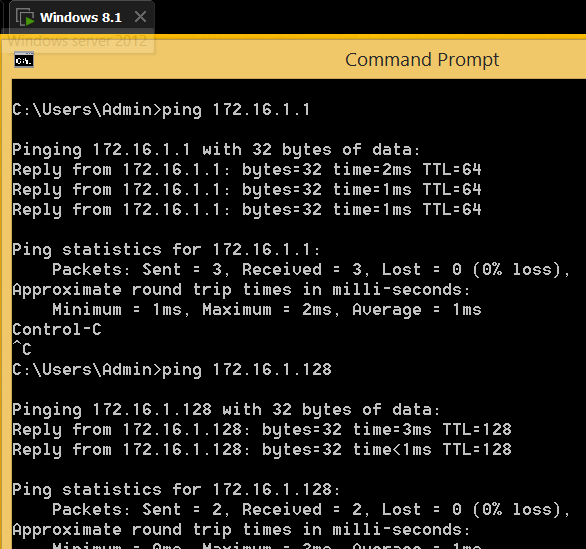 Windows 8.1
Windows server 2012
Command Prompt
C:\Users\Admin>ping 172.16.1.1
Pinging 172.16.1.1 with 32 bytes of data:
Reply from 172.16.1.1: bytes=32 time=2ms TTL=64
Reply from 172.16.1.1: bytes=32 time=1ms TTL=64
Reply from 172.16.1.1: bytes=32 time=1ms TTL=64
Ping statistics for 172.16.1.1:
Packets: Sent = 3, Received = 3, Lost = 0 (0% loss),
Approximate round trip times in milli-seconds:
Minimum = 1ms, Maximum = 2ms, Average = 1ms
Control-C
^C
C:\Users\Admin>ping 172.16.1.128
Pinging 172.16.1.128 with 32 bytes of data:
Reply from 172.16.1.128: bytes=32 time=3ms TTL=128
Reply from 172.16.1.128: bytes=32 time<1ms TTL=128
Ping statistics for 172.16.1.128:
Packets: Sent = 2, Received = 2, Lost = 0 (0% loss),
Approximate round trip times in milli-seconds:
Minimum = 0ms, Maximum = 3ms, Average = 1ms